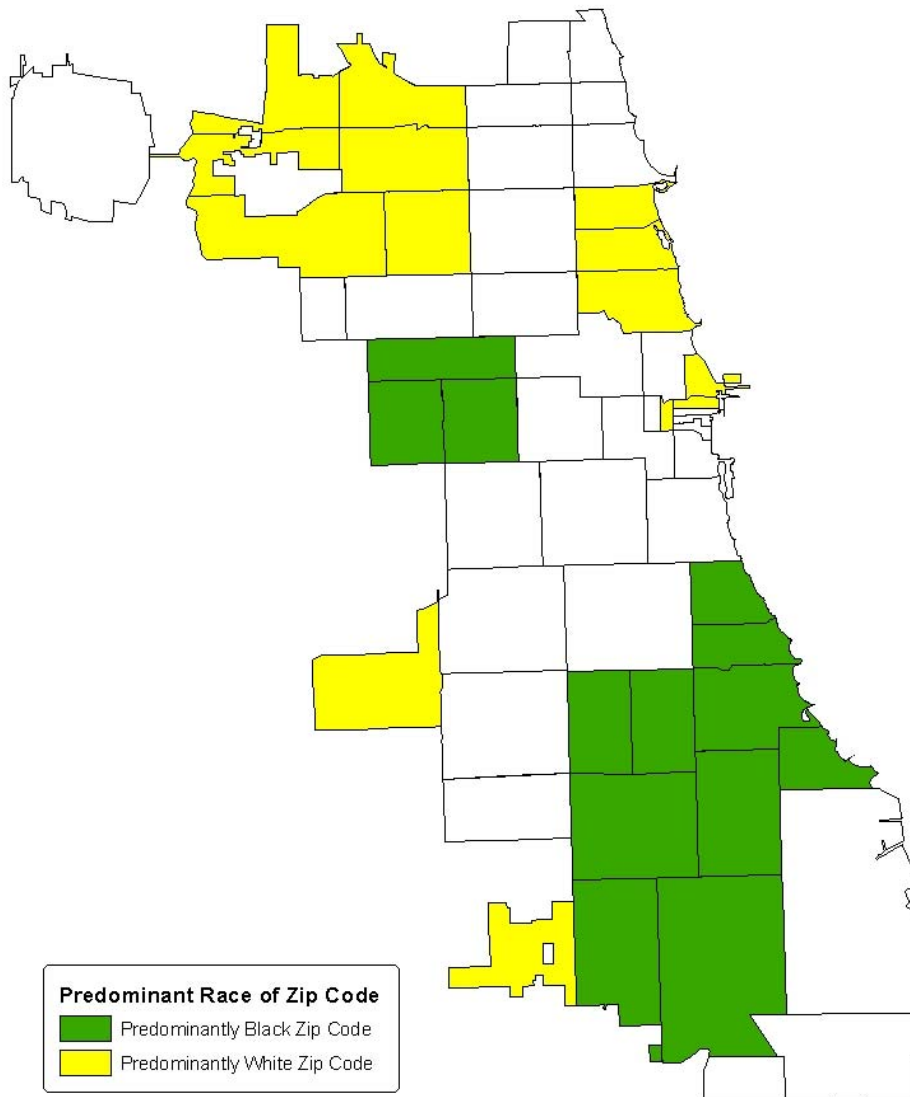 Predominant Race of Zip Code
Predominantly Black Zip Code
Predominantly White Zip Code